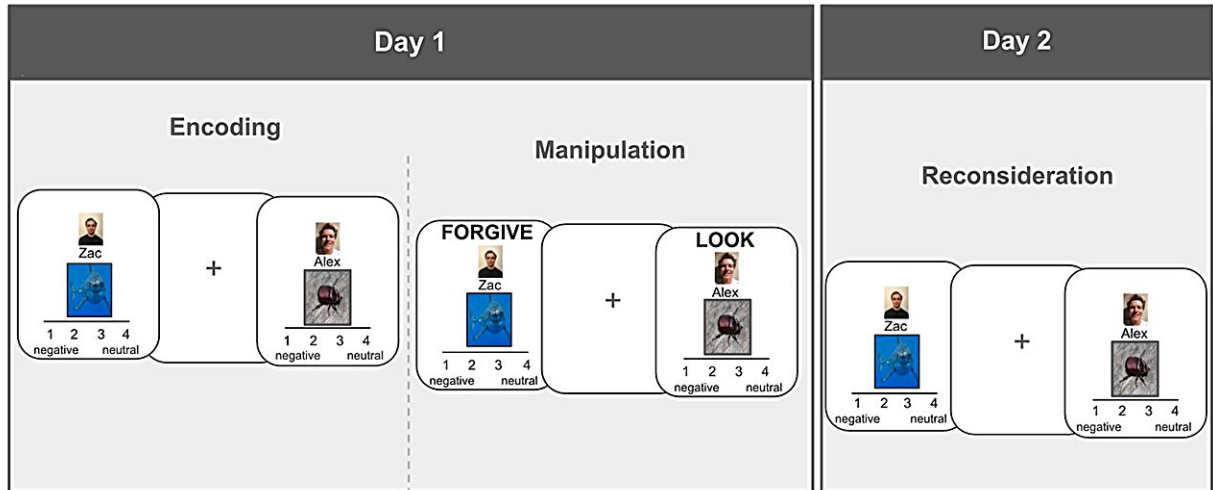 Day 1
Encoding
Zac
1 2 3 4
negative neutral
+
Alex
1 2 3 4
negative neutral
Manipulation
FORGIVE
Zac
1 2 3 4
negative neutral
+
LOOK
Alex
1 2 3 4
negative neutral
Day 2
Reconsideration
Zac
1 2 3 4
negative neutral
+
Alex
1 2 3 4
negative neutral